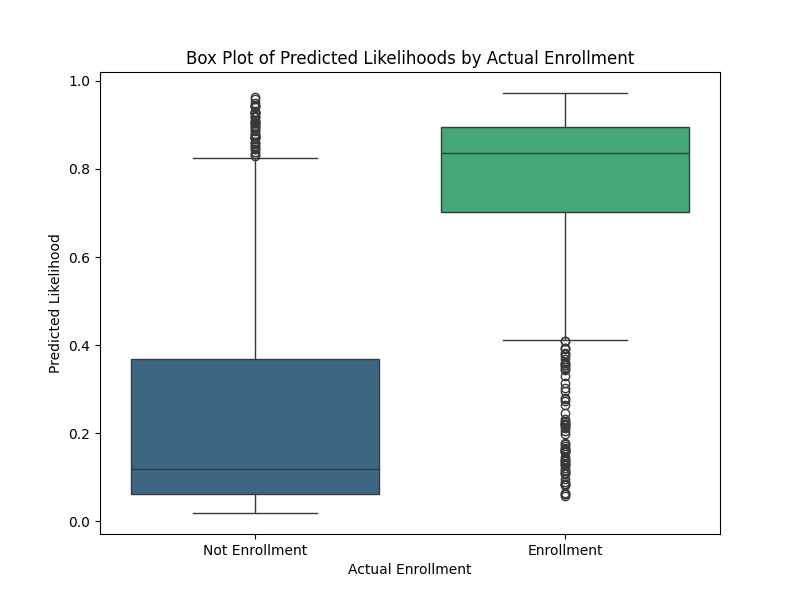 Box Plot of Predicted Likelihoods by Actual Enrollment
1.0
0.8
0.6
0.4
0.2
0.0
Predicted Likelihood
Not Enrollment
Enrollment
Actual Enrollment